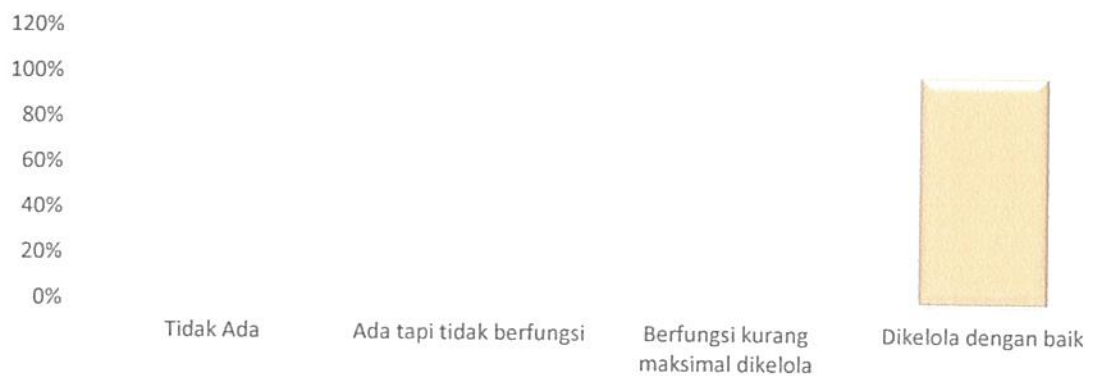 120%
100%
80%
60%
40%
20%
0%
Tidak Ada
Ada tapi tidak berfungsi
Berfungsi kurang
maksimal dikelola
Dikelola dengan baik